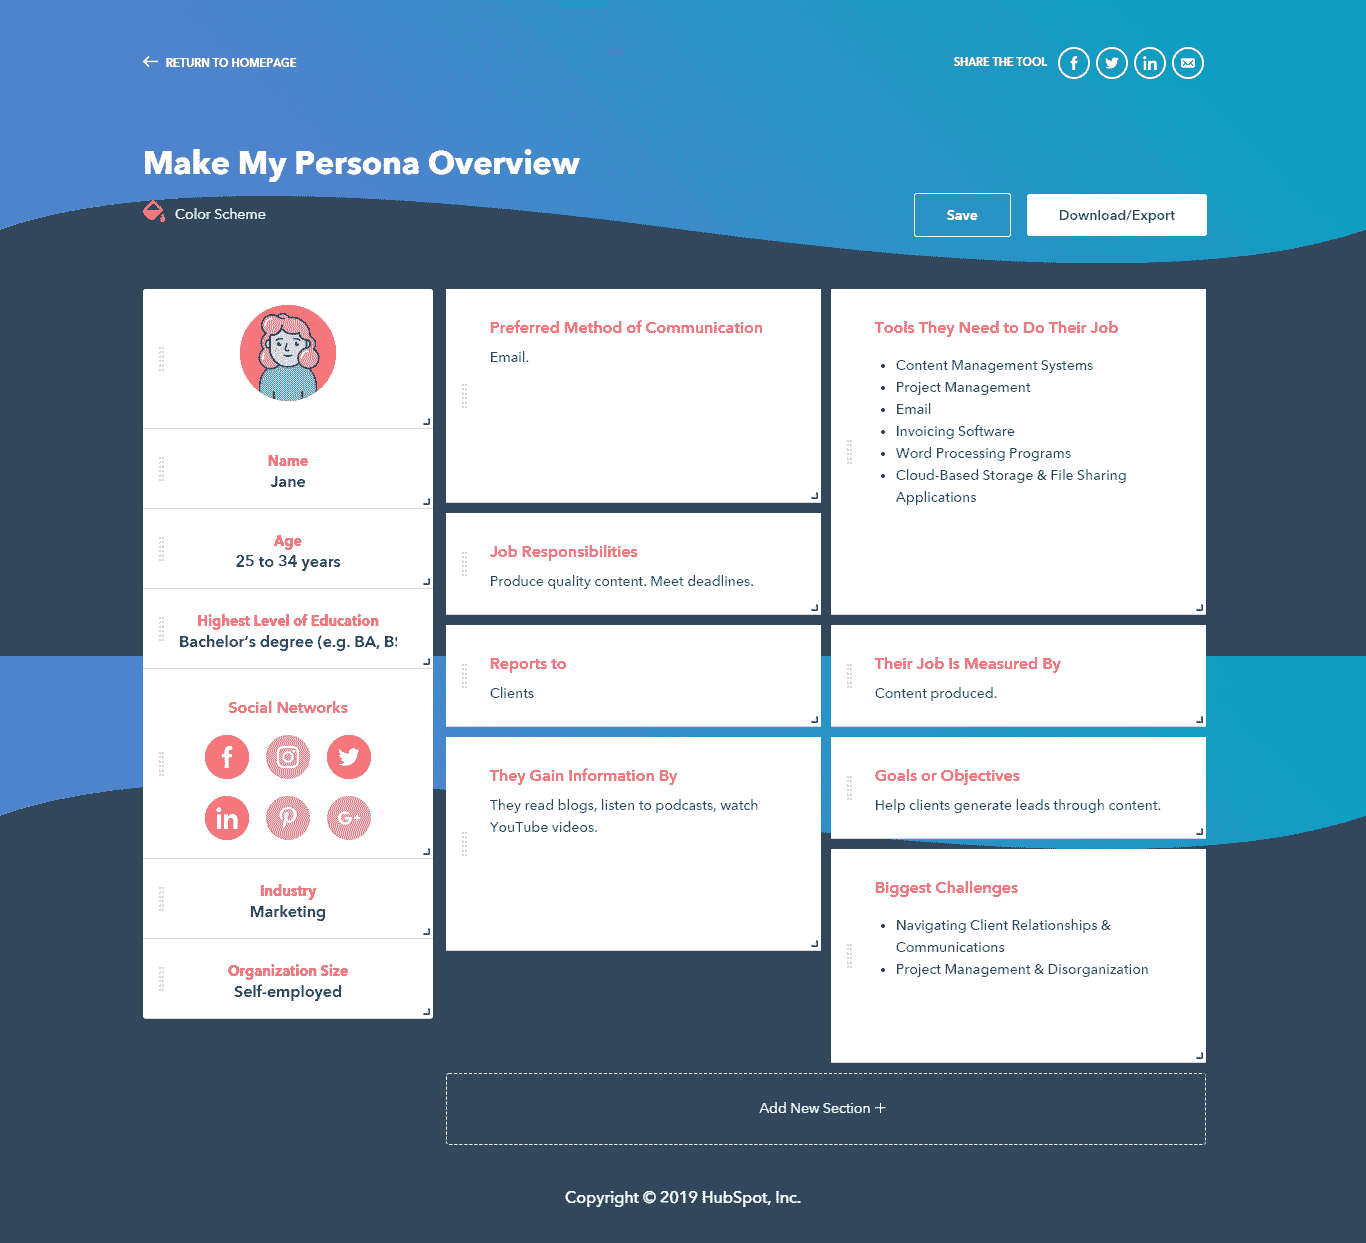 RETURN TO HOMEPAGE
SHARE THE TOOL
Make My Persona Overview
Color Scheme
Save
Download/Export
Name
Jane
Age
25 to 34 years
Highest Level of Education
Bachelor's degree (e.g. BA, BS
Social Networks
Industry
Marketing
Organization Size
Self-employed
Preferred Method of Communication
Email.
Job Responsibilities
Produce quality content. Meet deadlines.
Reports to
Clients
They Gain Information By
They read blogs, listen to podcasts, watch
YouTube videos.
Tools They Need to Do Their Job
• Content Management Systems
• Project Management
• Email
• Invoicing Software
• Word Processing Programs
• Cloud-Based Storage & File Sharing
Applications
Their Job Is Measured By
Content produced.
Goals or Objectives
Help clients generate leads through content.
Biggest Challenges
• Navigating Client Relationships &
Communications
• Project Management & Disorganization
Add New Section +
Copyright © 2019 HubSpot, Inc.